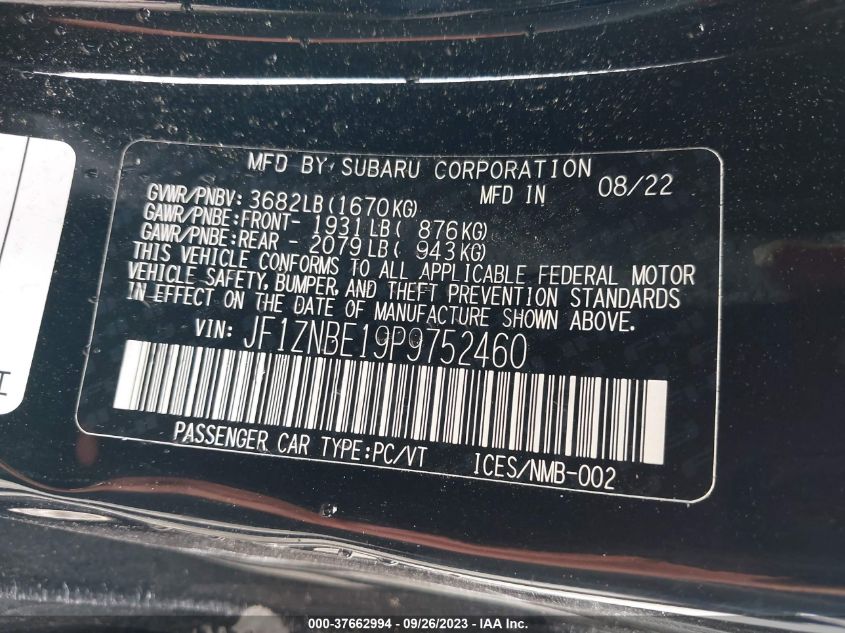 MFD BY SUBARU CORPORATION
MFD IN 08/22
GVWR/PNBV: 3682LB(1670KG)
GAWR/PNBE:FRONT- 1931LB( 876KG)
GAWR/PNBE:REAR - 2079LB( 943KG)
THIS VEHICLE CONFORMS TO ALL APPLICABLE FEDERAL MOTOR
VEHICLE SAFETY, BUMPER, AND THEFT PREVENTION STANDARDS
IN EFFECT ON THE DATE OF MANUFACTURE SHOWN ABOVE.
VIN: JF1ZNBE19P9752460
PASSENGER CAR TYPE:PC/VT ICES/NMB-002
000-37662994 - 09/26/2023 - IAA Inc.